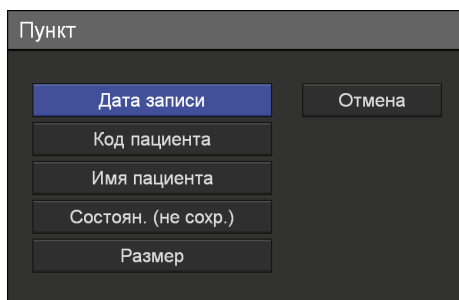 Пункт
Дата записи
Отмена
Код пациента
Имя пациента
Состоян. (не сохр.)
Размер